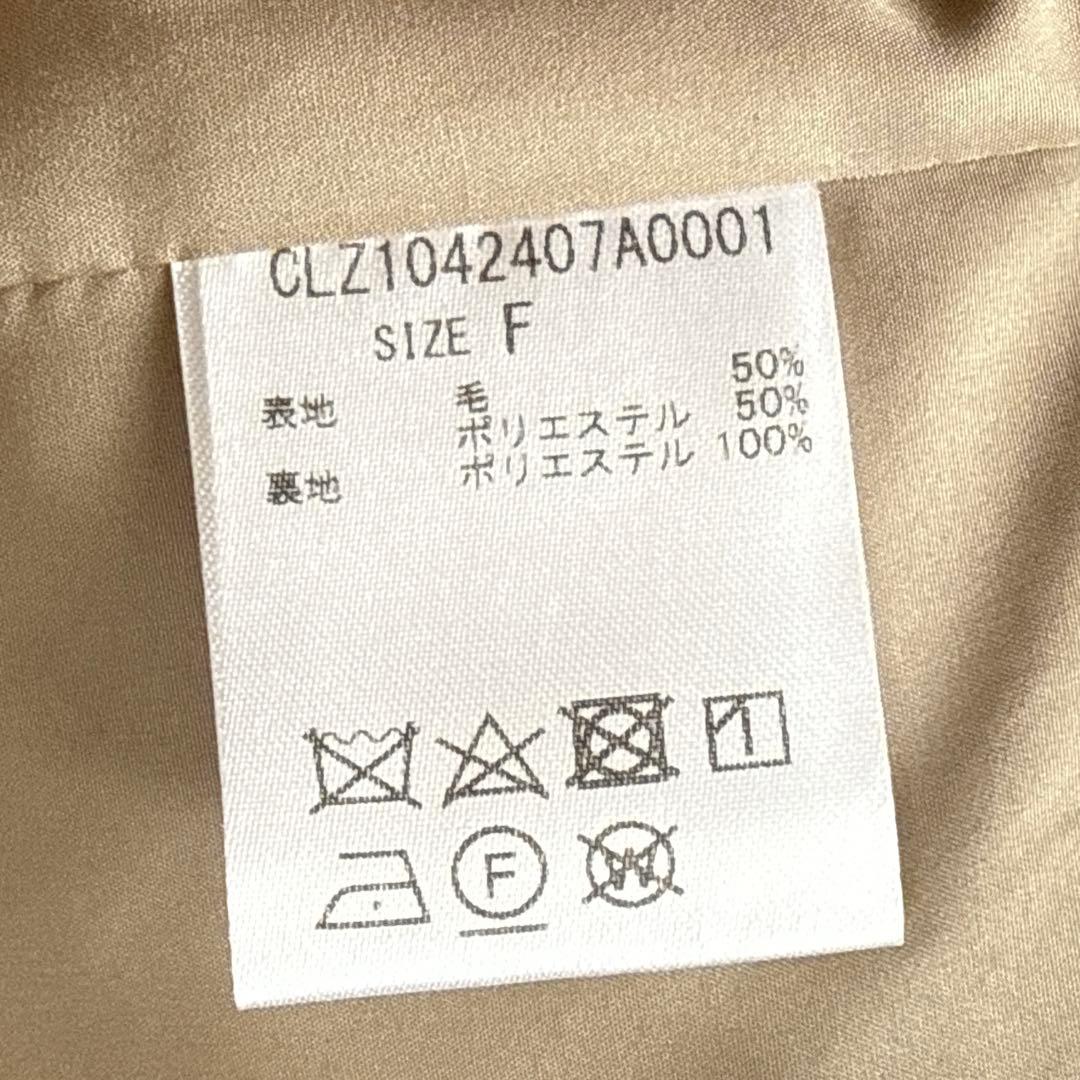 CLZ1042407A0001
SIZE F
表地 毛 50%
ポリエステル 50%
裏地 ポリエステル 100%
F
W